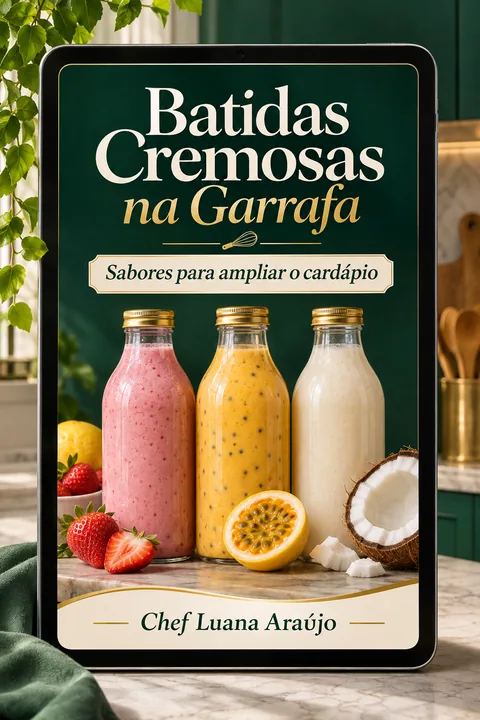 Batidas
Cremosas
na Garrafa
Sabores para ampliar o cardápio
Chef Luana Araújo